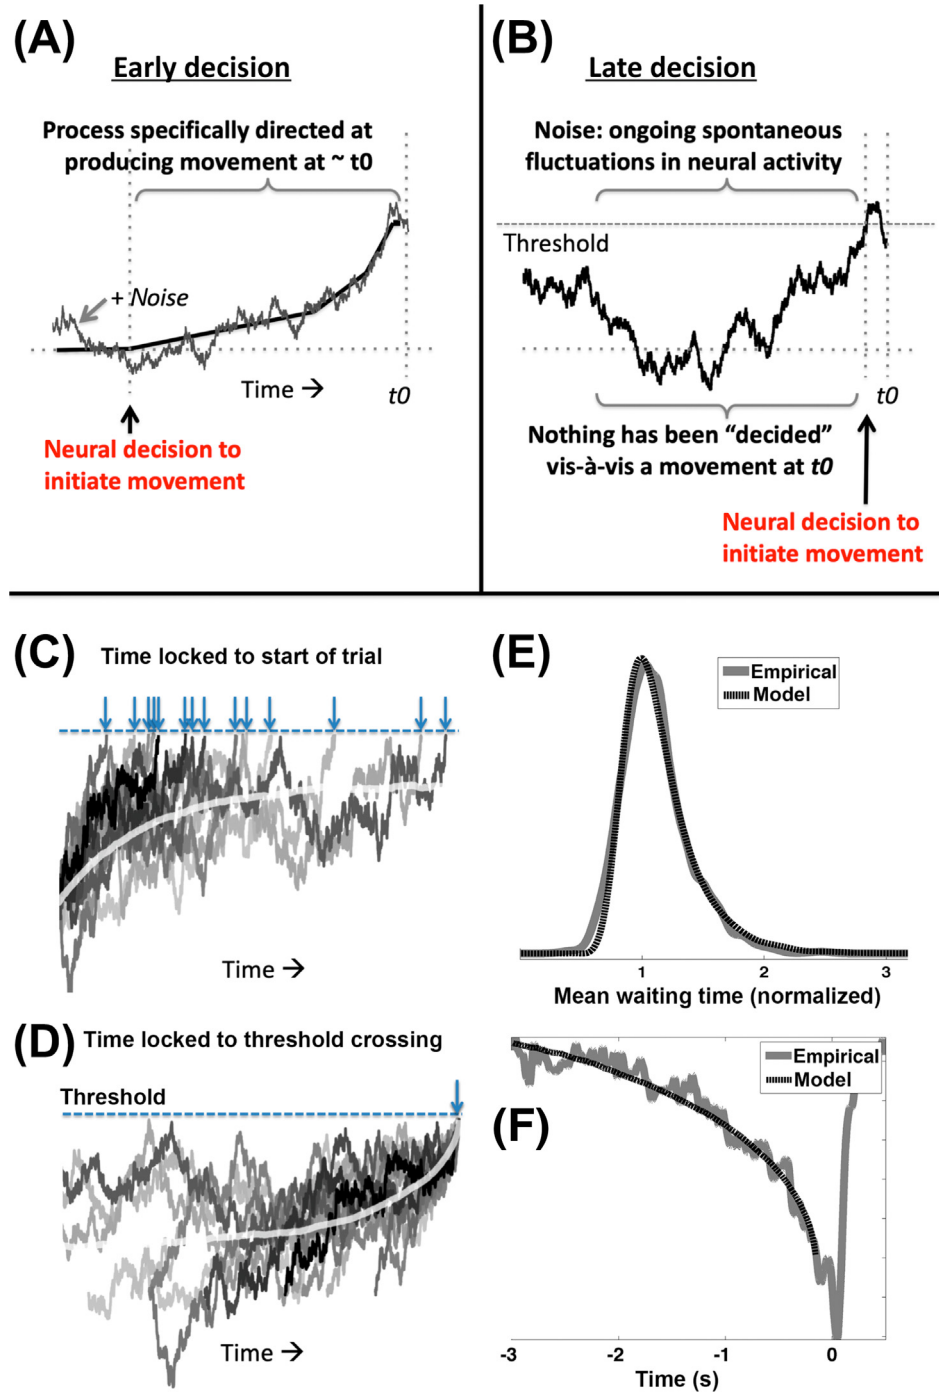 (A)
Early decision
Process specifically directed at
producing movement at ~ t0
+ Noise
Time →
t0
Neural decision to
initiate movement
(B)
Late decision
Noise: ongoing spontaneous
fluctuations in neural activity
Threshold
t0
Nothing has been “decided”
vis-à-vis a movement at t0
Neural decision to
initiate movement
(C)
Time locked to start of trial
Time →
(D)
Time locked to threshold crossing
Threshold
Time →
(E)
Empirical
Model
1
2
3
Mean waiting time (normalized)
(F)
Empirical
Model
-3
-2
-1
0
Time (s)